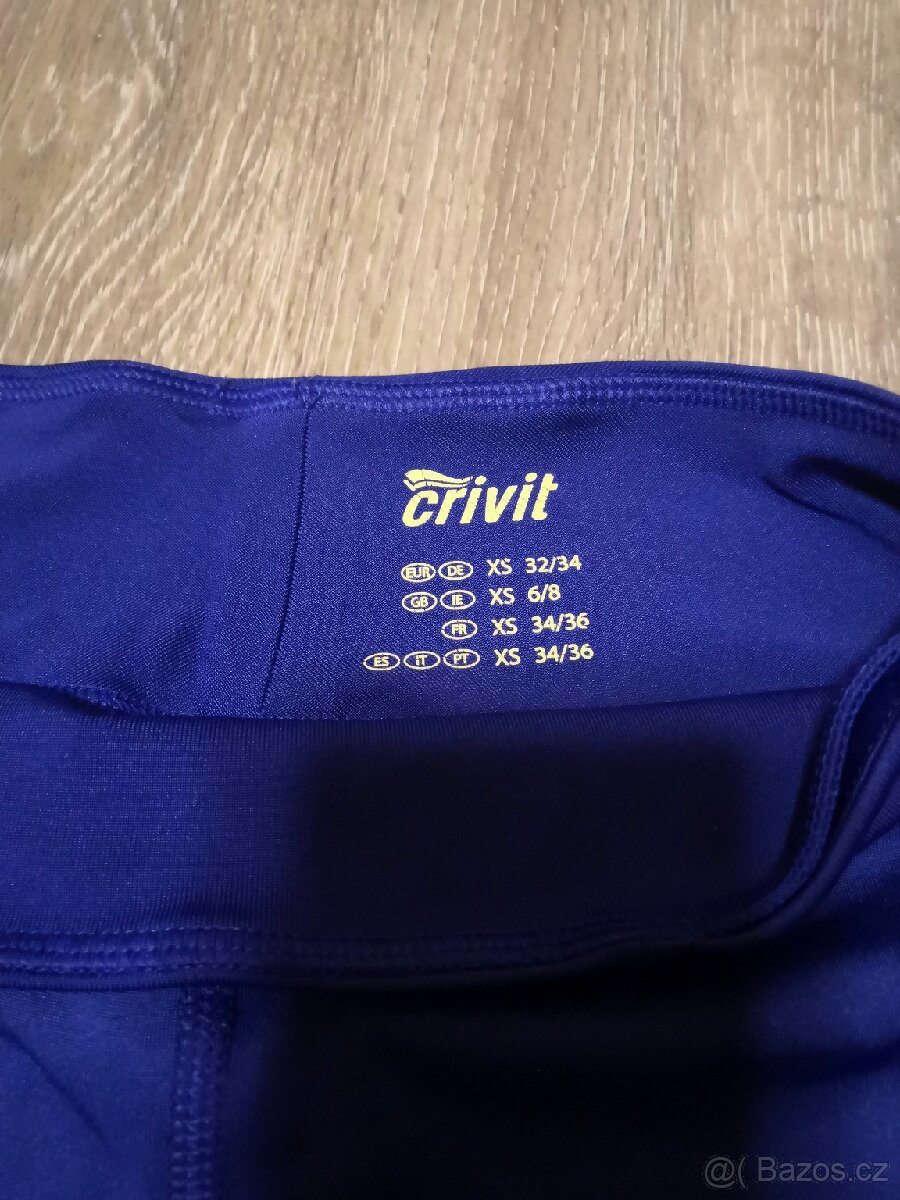 crivit
EUR DE XS 32/34
GB IE XS 6/8
FR XS 34/36
ES IT PT XS 34/36
@( Bazos.cz